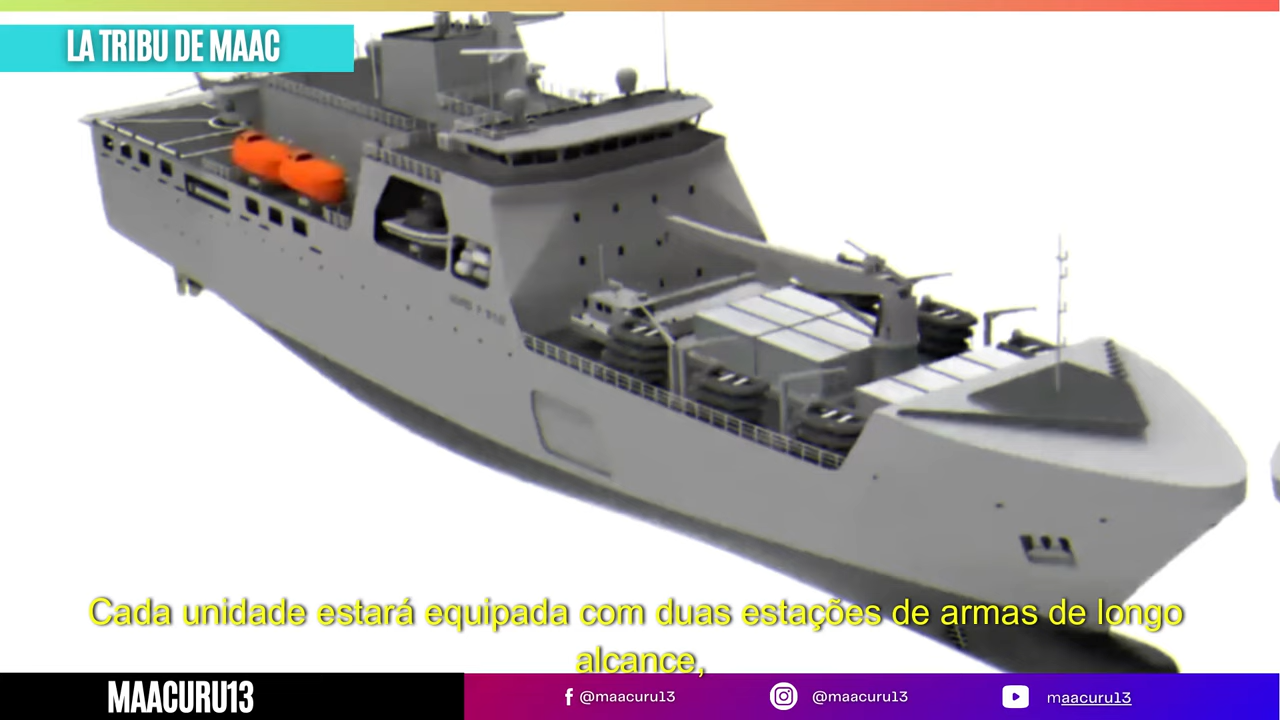 LA TRIBU DE MAAC
Cada unidade estará equipada com duas estações de armas de longo
alcance,
MAACURU13
@maacuru13
@maacuru13
maacuru13